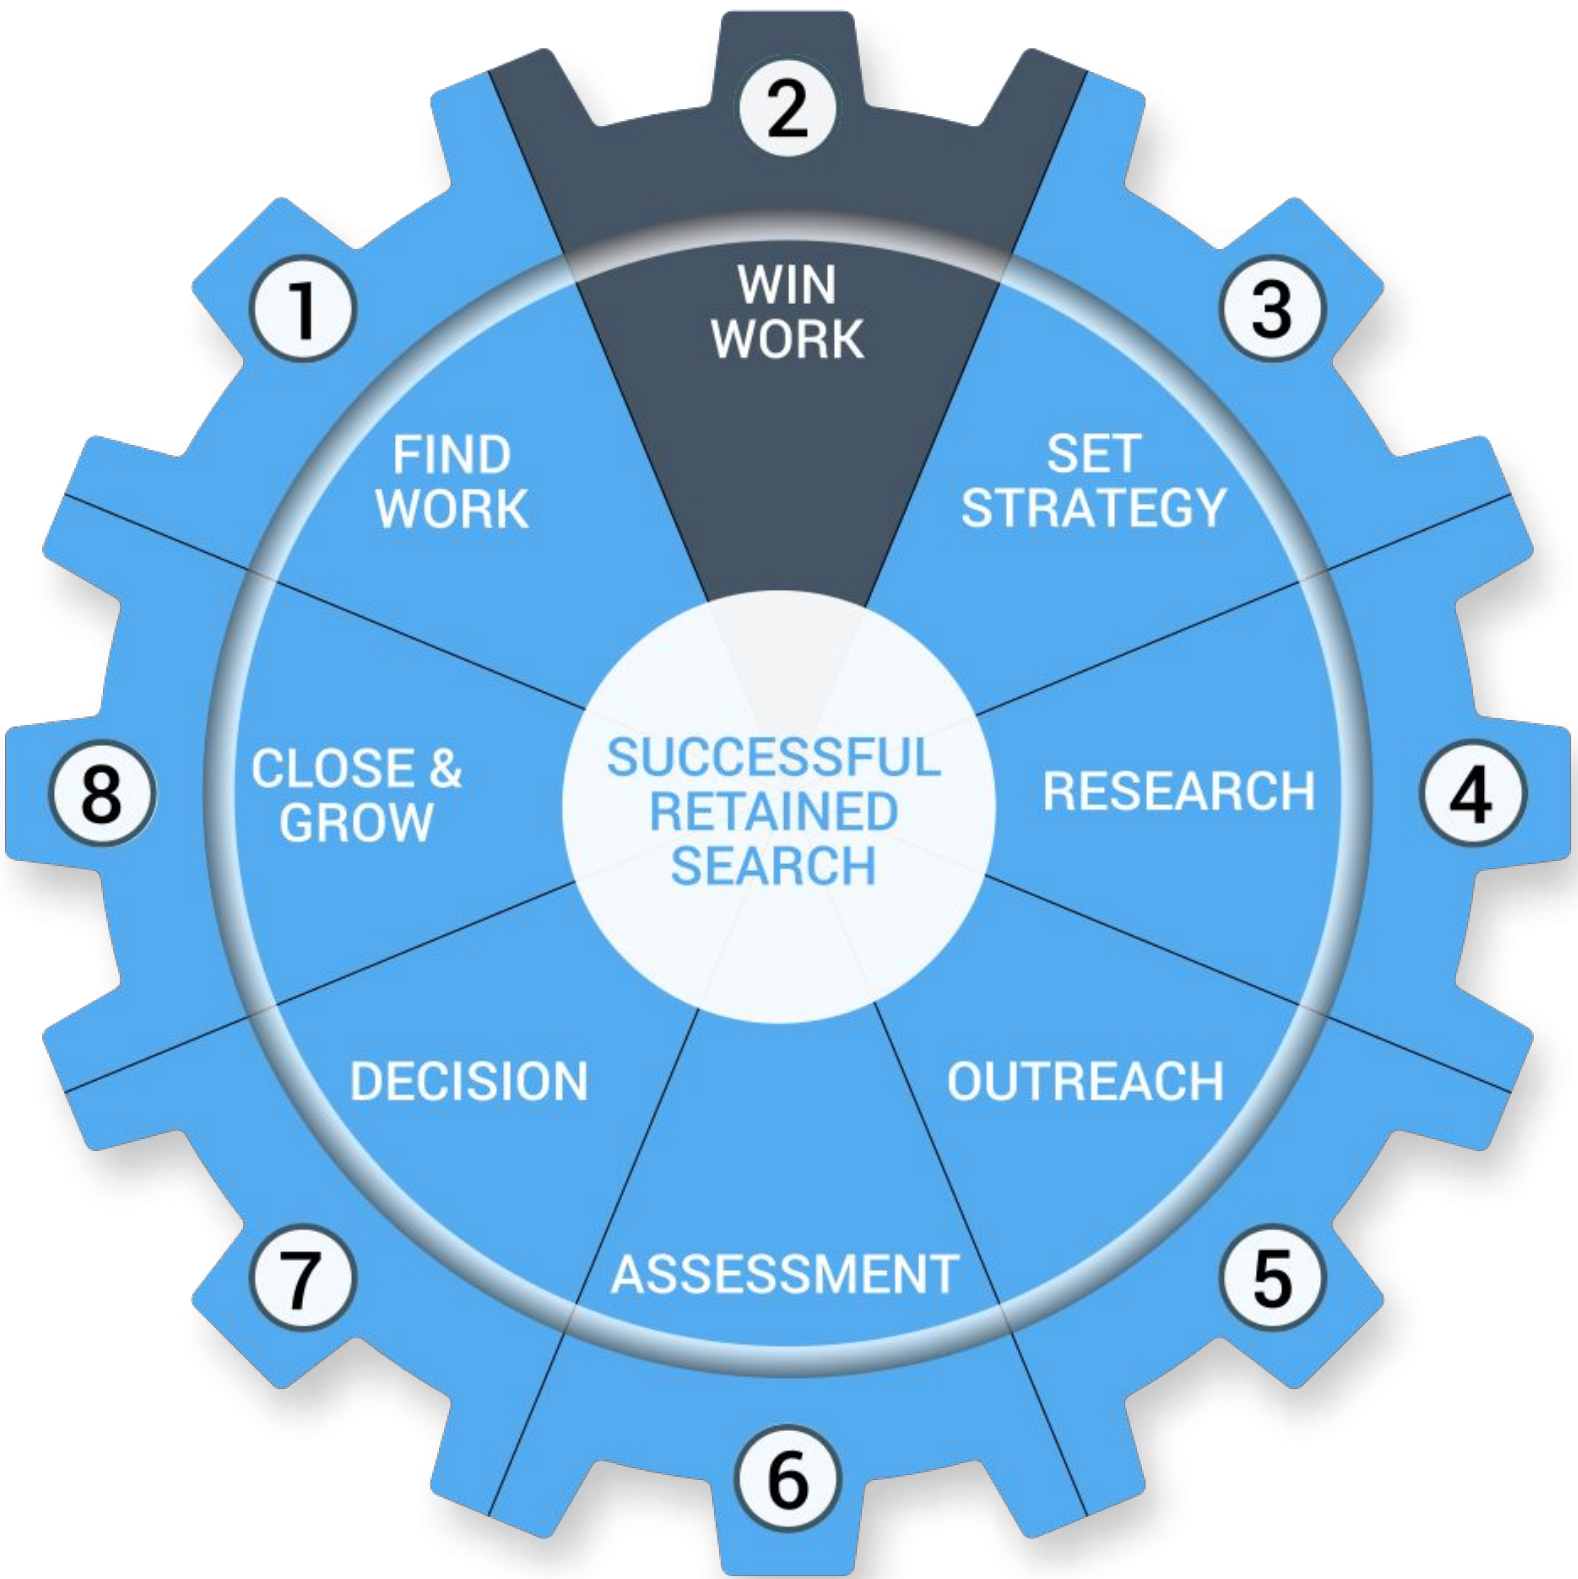 1
FIND
WORK
2
WIN
WORK
3
SET
STRATEGY
4
RESEARCH
5
OUTREACH
6
ASSESSMENT
7
DECISION
8
CLOSE &
GROW
SUCCESSFUL
RETAINED
SEARCH